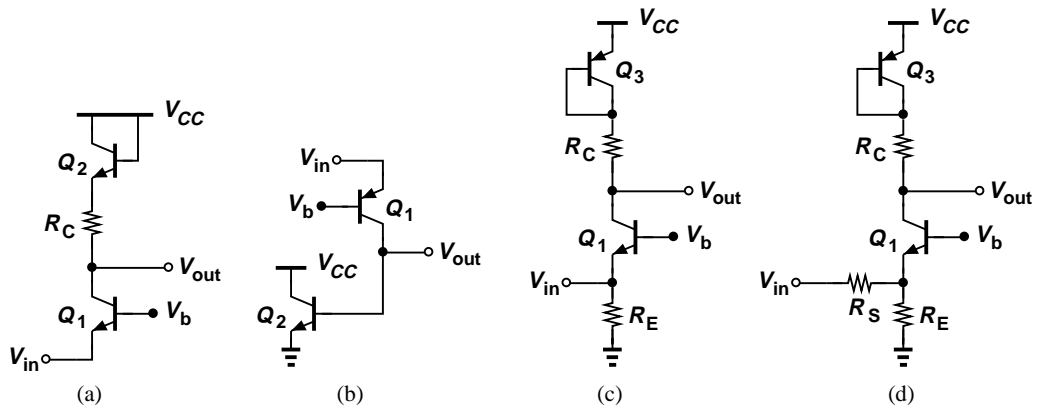 V_CC
Q_2
R_C
V_out
Q_1
V_b
V_in
(a)
V_in
V_b
Q_1
V_out
V_CC
Q_2
(b)
V_CC
Q_3
R_C
V_out
Q_1
V_b
V_in
R_E
(c)
V_CC
Q_3
R_C
V_out
Q_1
V_b
V_in
R_S
R_E
(d)